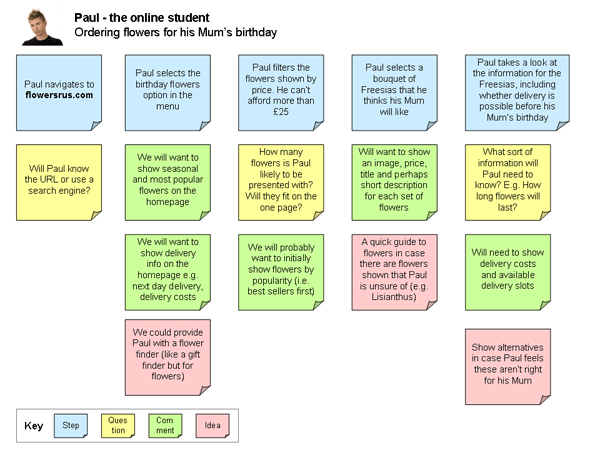 Paul - the online student
Ordering flowers for his Mum's birthday
Paul navigates to
flowersrus.com
Paul selects the
birthday flowers
option in the
menu
Paul filters the
flowers shown by
price. He can't
afford more than
£25
Paul selects a
bouquet of
Freesias that he
thinks his Mum
will like
Paul takes a look at
the information for the
Freesias, including
whether delivery is
possible before his
Mum's birthday
Will Paul know
the URL or use a
search engine?
We will want to
show seasonal
and most popular
flowers on the
homepage
How many
flowers is Paul
likely to be
presented with?
Will they fit on
the one page?
Will want to show
an image, price,
title and perhaps
short description
for each set of
flowers
What sort of
information will
Paul need to
know? E.g. How
long flowers will
last?
We will want to
show delivery
info on the
homepage e.g.
next day delivery,
delivery costs
We will probably
want to initially
show flowers by
popularity (i.e.
best sellers first)
A quick guide to
flowers in case
there are flowers
shown that Paul
is unsure of (e.g.
Lisianthus)
Will need to show
delivery costs
and available
delivery slots
We could provide
Paul with a flower
finder (like a gift
finder but for
flowers)
Show alternatives
in case Paul feels
these aren't right
for his Mum
Key
Step
Ques
tion
Com
ment
Idea